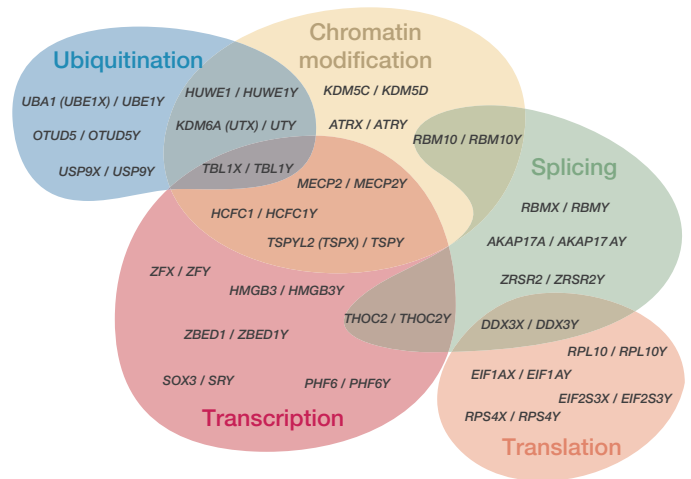 Chromatin
modification
Ubiquitination
UBA1 (UBE1X) / UBE1Y
OTUD5 / OTUD5Y
USP9X / USP9Y
HUWE1 / HUWE1Y
KDM6A (UTX) / UTY
TBL1X / TBL1Y
KDM5C / KDM5D
ATRX / ATRY
RBM10 / RBM10Y
MECP2 / MECP2Y
HCFC1 / HCFC1Y
TSPYL2 (TSPX) / TSPY
Splicing
RBMX / RBMY
AKAP17A / AKAP17 AY
ZRSR2 / ZRSR2Y
ZFX / ZFY
HMGB3 / HMGB3Y
THOC2 / THOC2Y
DDX3X / DDX3Y
ZBED1 / ZBED1Y
SOX3 / SRY
PHF6 / PHF6Y
Transcription
RPL10 / RPL10Y
EIF1AX / EIF1AY
EIF2S3X / EIF2S3Y
RPS4X / RPS4Y
Translation